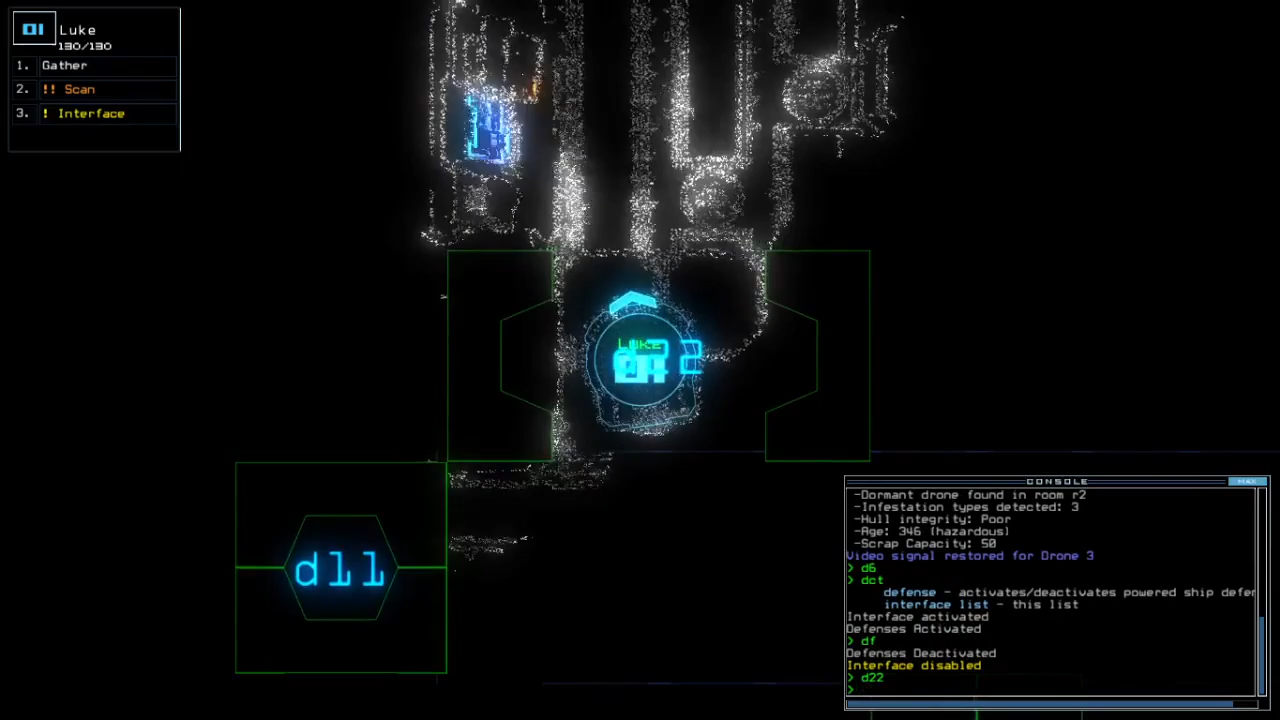 01 Luke
130/130
1. Gather
2. !! Scan
3. ! Interface
Luke
d22
01
d11
CONSOLE
-Dormant drone found in room r2
-Infestation types detected: 3
-Hull integrity: Poor
-Age: 346 (hazardous)
-Scrap Capacity: 50
Video signal restored for Drone 3
> d6
> dct
defense - activates/deactivates powered ship defen
interface list - this list
Interface activated
Defenses Activated
> df
Defenses Deactivated
Interface disabled
> d22
>